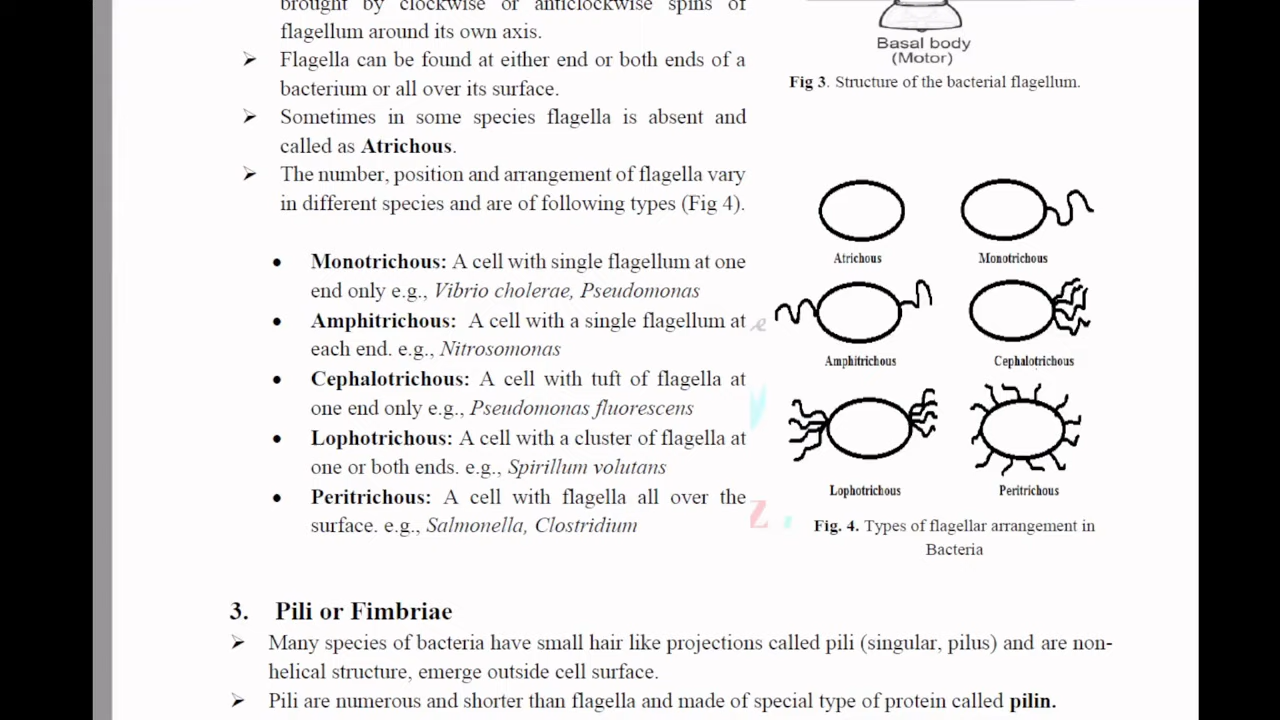 brought by clockwise or anticlockwise spins of
flagellum around its own axis.
➢ Flagella can be found at either end or both ends of a
bacterium or all over its surface.
➢ Sometimes in some species flagella is absent and
called as Atrichous.
➢ The number, position and arrangement of flagella vary
in different species and are of following types (Fig 4).
• Monotrichous: A cell with single flagellum at one
end only e.g., Vibrio cholerae, Pseudomonas
• Amphitrichous: A cell with a single flagellum at
each end. e.g., Nitrosomonas
• Cephalotrichous: A cell with tuft of flagella at
one end only e.g., Pseudomonas fluorescens
• Lophotrichous: A cell with a cluster of flagella at
one or both ends. e.g., Spirillum volutans
• Peritrichous: A cell with flagella all over the
surface. e.g., Salmonella, Clostridium
Basal body
(Motor)
Fig 3. Structure of the bacterial flagellum.
Atrichous
Monotrichous
Amphitrichous
Cephalotrichous
Lophotrichous
Peritrichous
Fig. 4. Types of flagellar arrangement in
Bacteria
3. Pili or Fimbriae
➢ Many species of bacteria have small hair like projections called pili (singular, pilus) and are non-
helical structure, emerge outside cell surface.
➢ Pili are numerous and shorter than flagella and made of special type of protein called pilin.